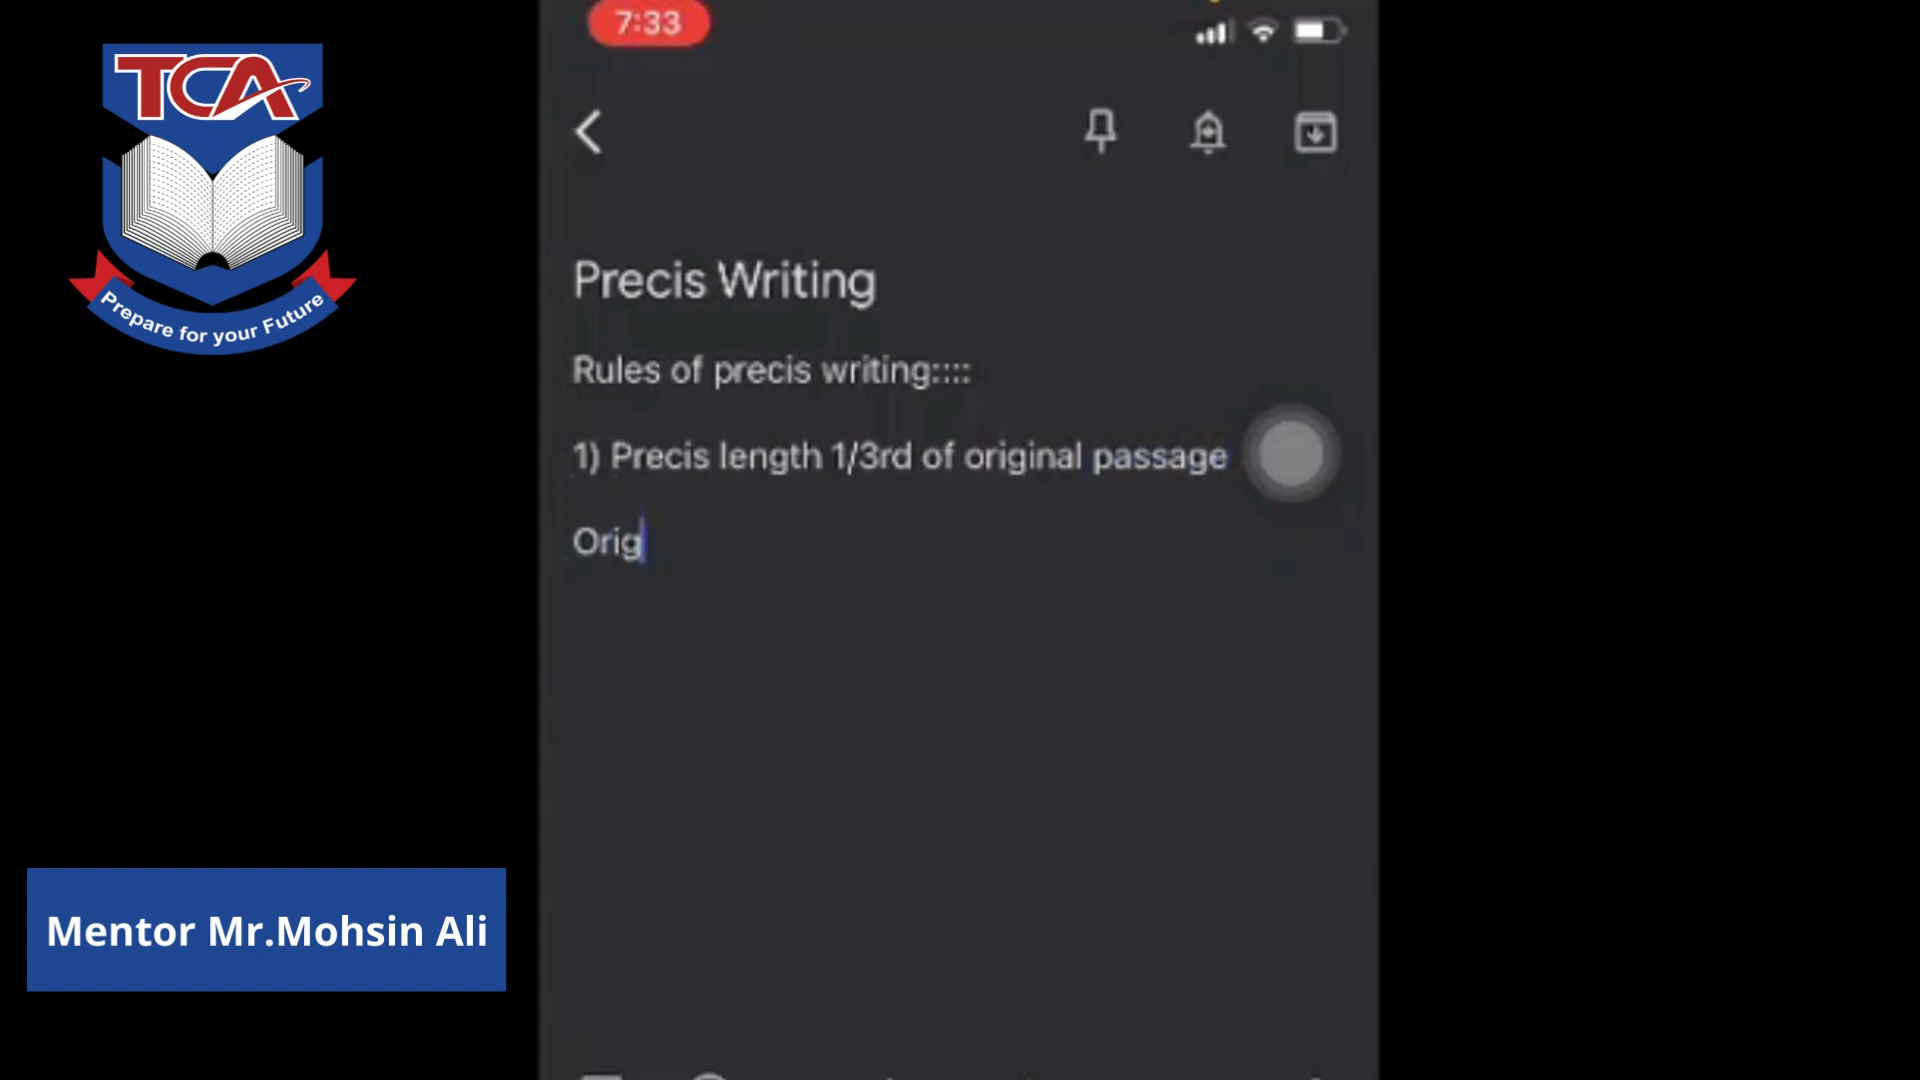 7:33
TCA
Prepare for your Future
Precis Writing
Rules of precis writing::::
1) Precis length 1/3rd of original passage
Orig
Mentor Mr.Mohsin Ali